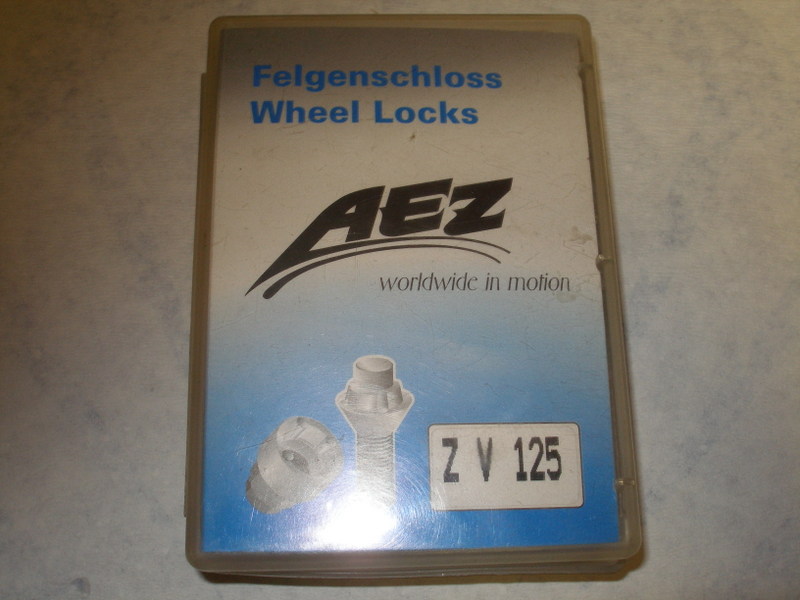 Felgenschloss
Wheel Locks
AEZ
worldwide in motion
Z V 125